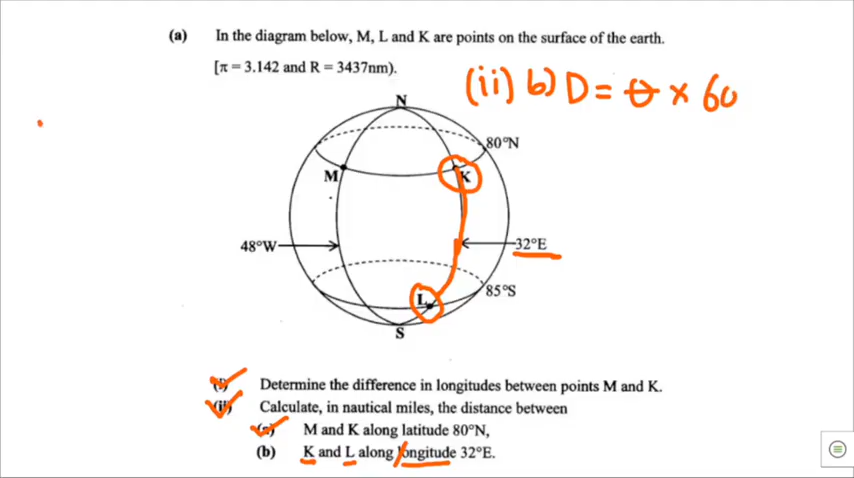 (a) In the diagram below, M, L and K are points on the surface of the earth.
[π = 3.142 and R = 3437nm).
(ii) b) D = θ × 60
N
80°N
M
K
48°W
32°E
L
85°S
S
(i) Determine the difference in longitudes between points M and K.
(ii) Calculate, in nautical miles, the distance between
(a) M and K along latitude 80°N,
(b) K and L along longitude 32°E.